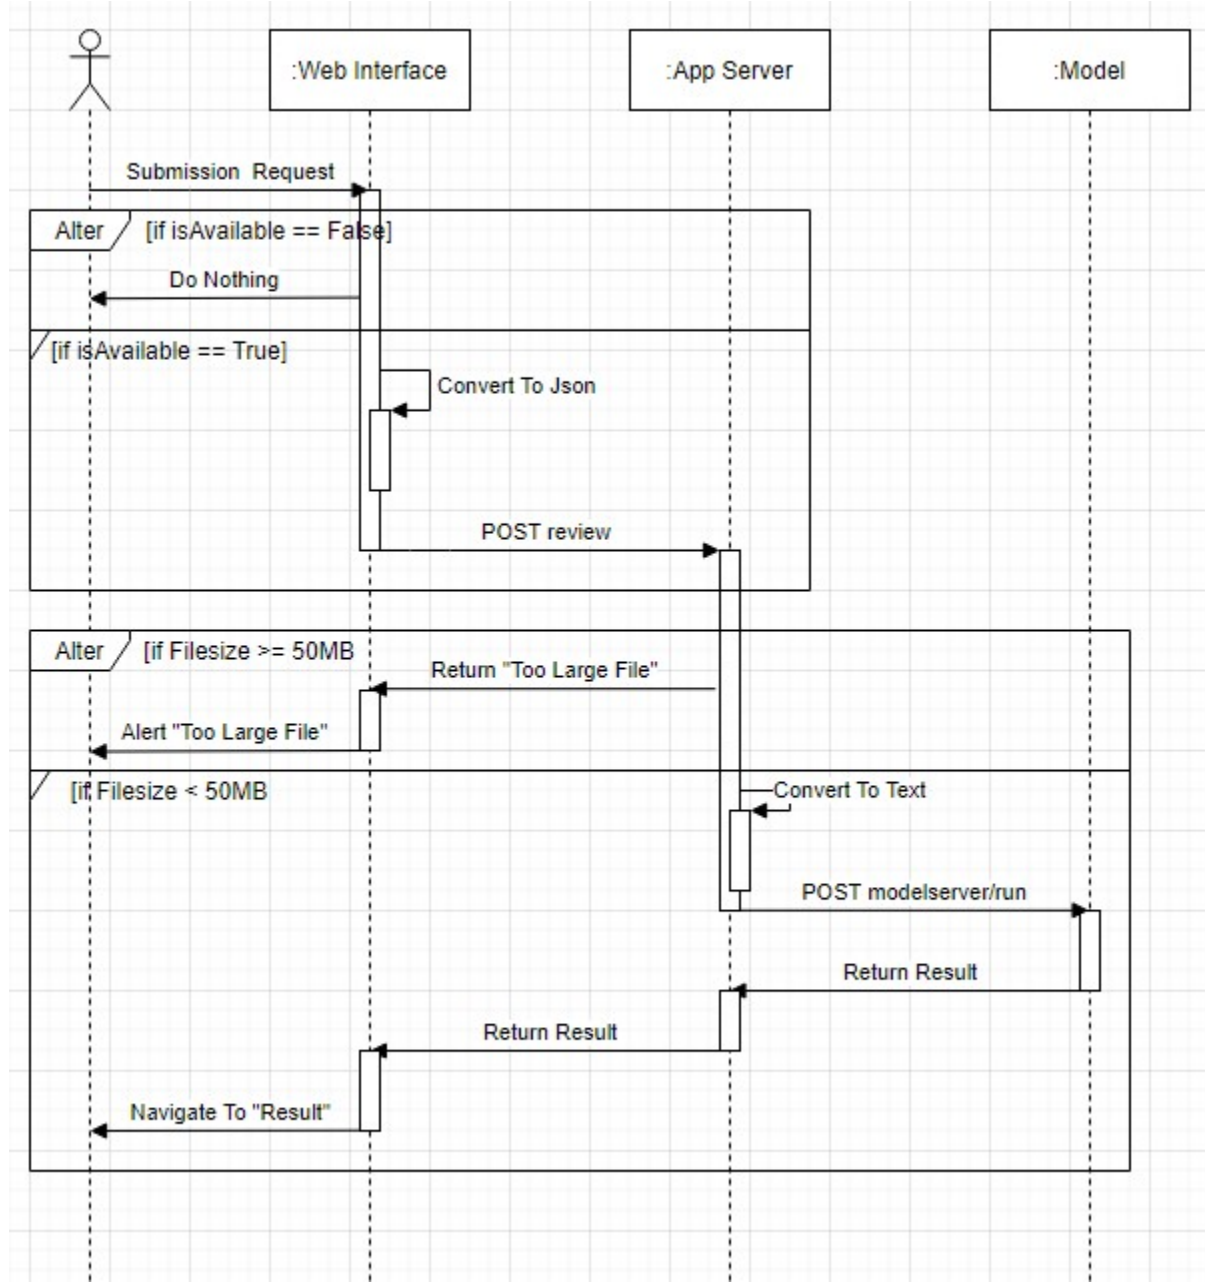 :Web Interface
:App Server
:Model
Submission Request
Alter
[if isAvailable == False]
Do Nothing
[if isAvailable == True]
Convert To Json
POST review
Alter
[if Filesize >= 50MB
Return "Too Large File"
Alert "Too Large File"
[if Filesize < 50MB
Convert To Text
POST modelserver/run
Return Result
Return Result
Navigate To "Result"